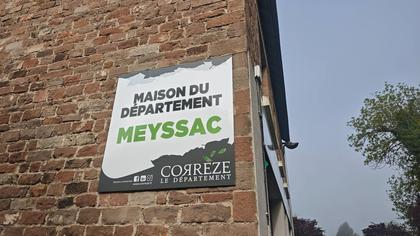 MAISON DU
DÉPARTEMENT
MEYSSAC
CORRÈZE
LE DÉPARTEMENT